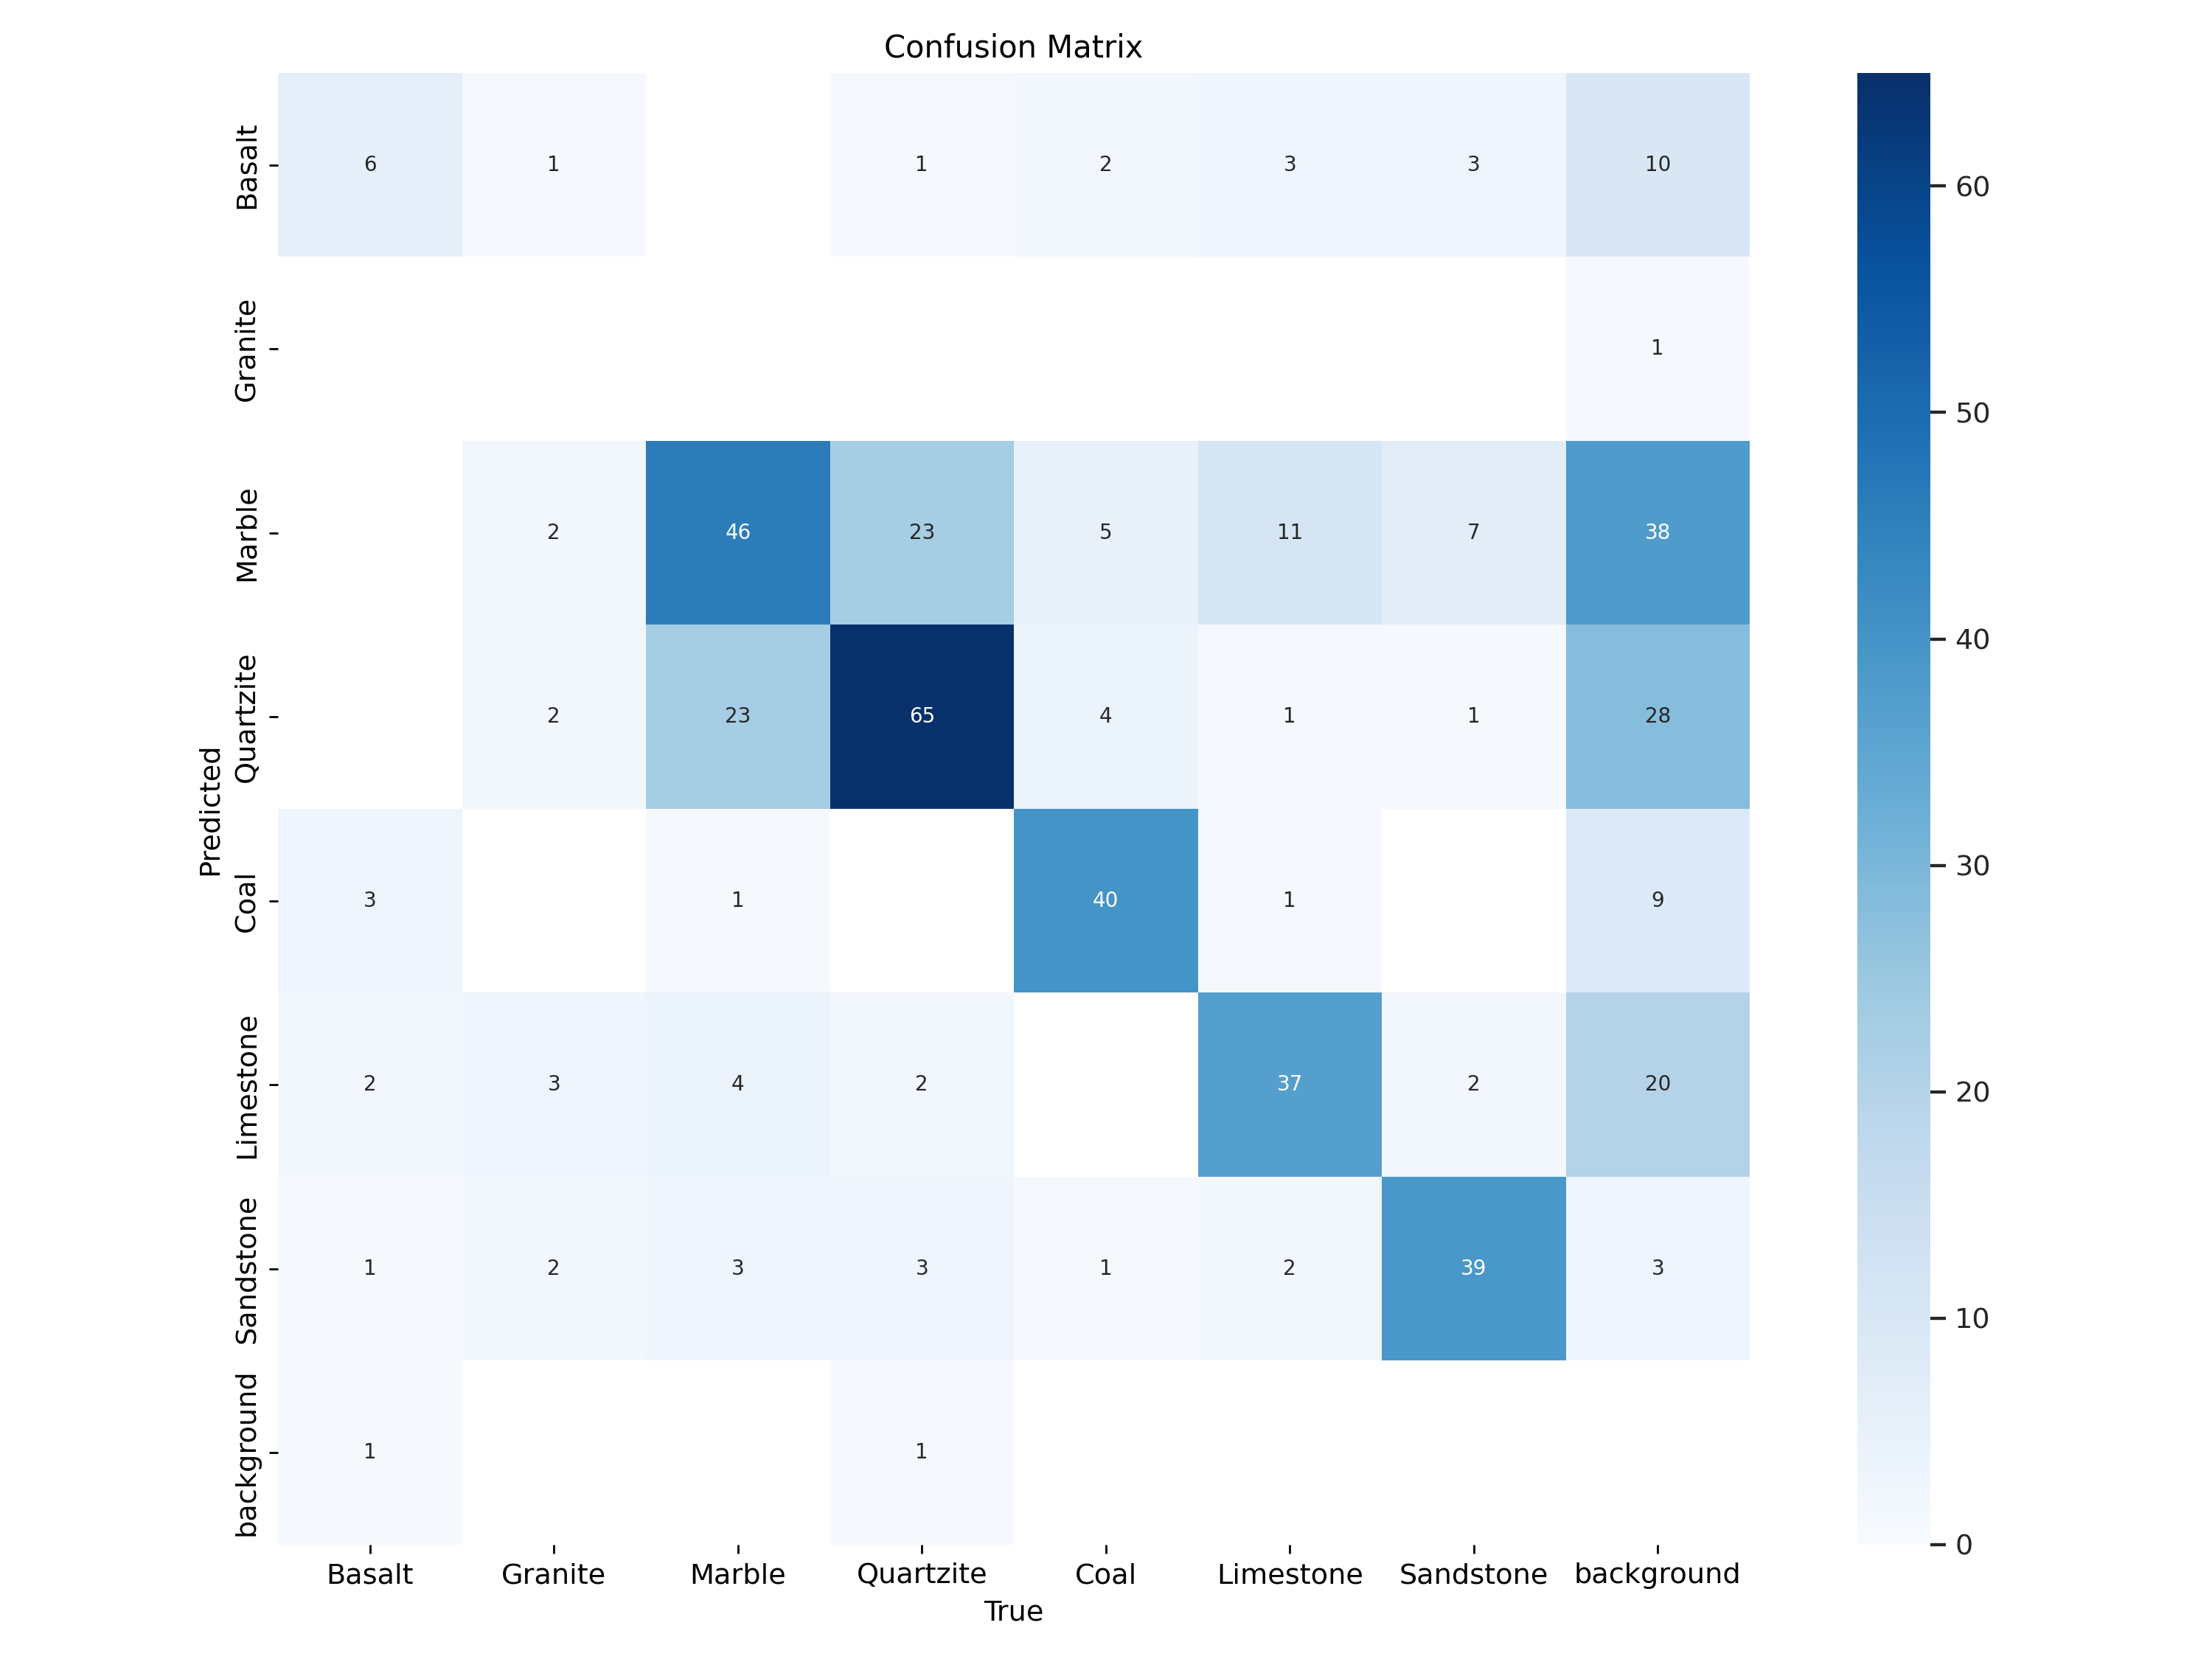 Confusion Matrix
Basalt 6 1 1 2 3 3 10
Granite 1
Marble 2 46 23 5 11 7 38
Quartzite 2 23 65 4 1 1 28
Coal 3 1 40 1 9
Limestone 2 3 4 2 37 2 20
Sandstone 1 2 3 3 1 2 39 3
background 1 1
Predicted
Basalt Granite Marble Quartzite Coal Limestone Sandstone background
True
60
50
40
30
20
10
0